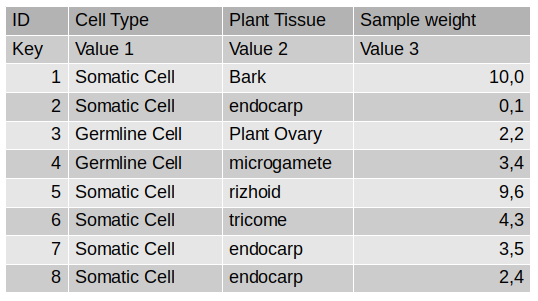 ID Cell Type Plant Tissue Sample weight
Key Value 1 Value 2 Value 3
1 Somatic Cell Bark 10,0
2 Somatic Cell endocarp 0,1
3 Germline Cell Plant Ovary 2,2
4 Germline Cell microgamete 3,4
5 Somatic Cell rizhoid 9,6
6 Somatic Cell tricome 4,3
7 Somatic Cell endocarp 3,5
8 Somatic Cell endocarp 2,4